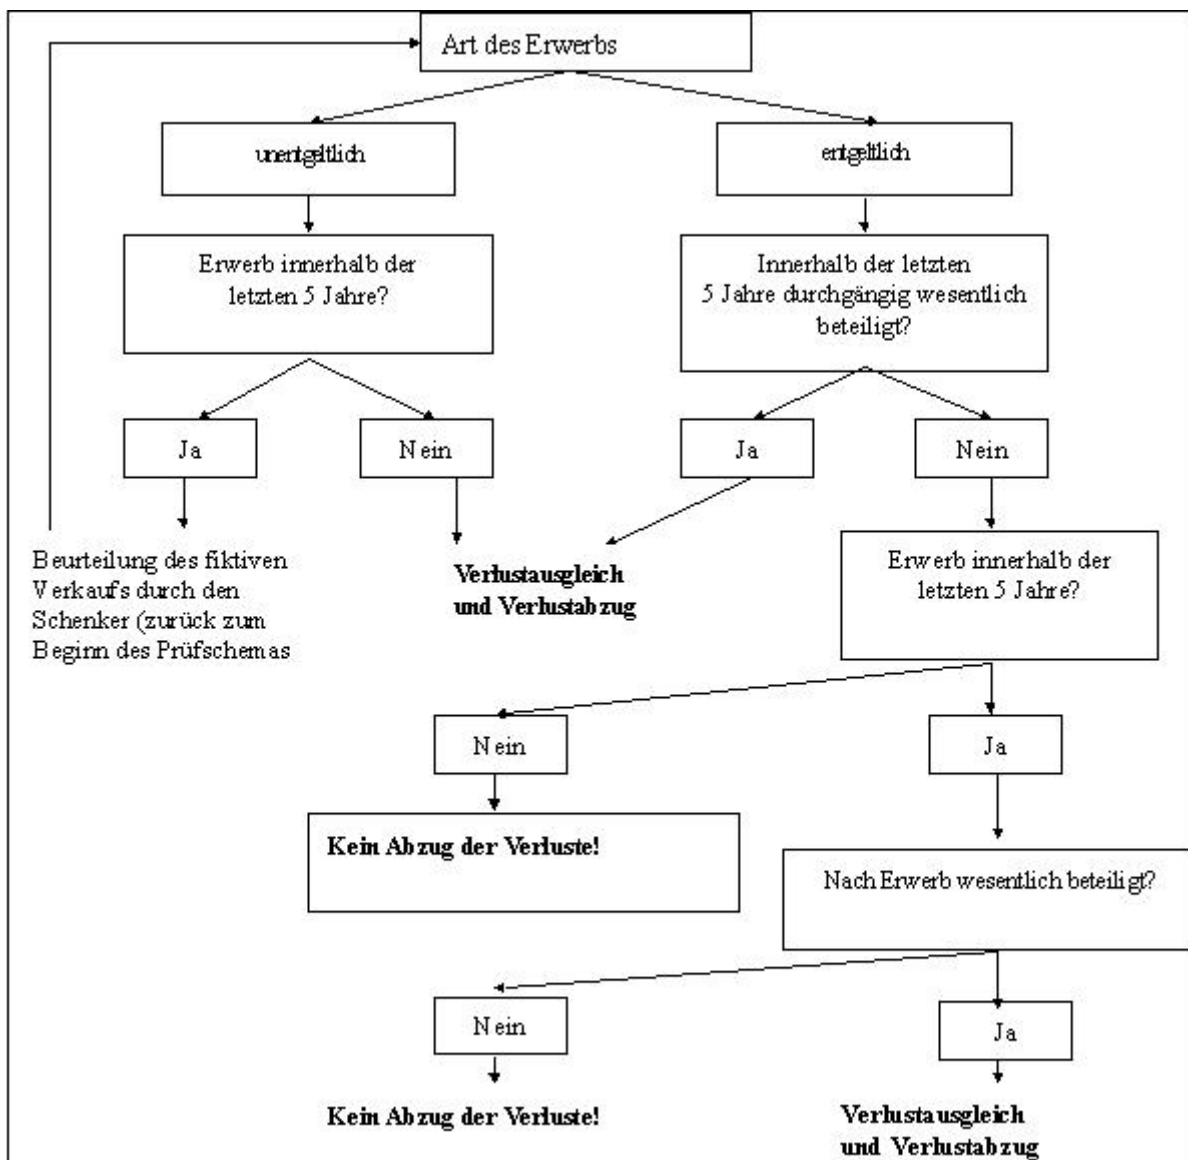 Art des Erwerbs
unentgeltlich
entgeltlich
Erwerb innerhalb der
letzten 5 Jahre?
Innerhalb der letzten
5 Jahre durchgängig wesentlich
beteiligt?
Ja
Nein
Ja
Nein
Beurteilung des fiktiven
Verkaufs durch den
Schenker (zurück zum
Beginn des Prüfschemas
Verlustausgleich
und Verlustabzug
Erwerb innerhalb der
letzten 5 Jahre?
Nein
Ja
Kein Abzug der Verluste!
Nach Erwerb wesentlich beteiligt?
Nein
Ja
Kein Abzug der Verluste!
Verlustausgleich
und Verlustabzug